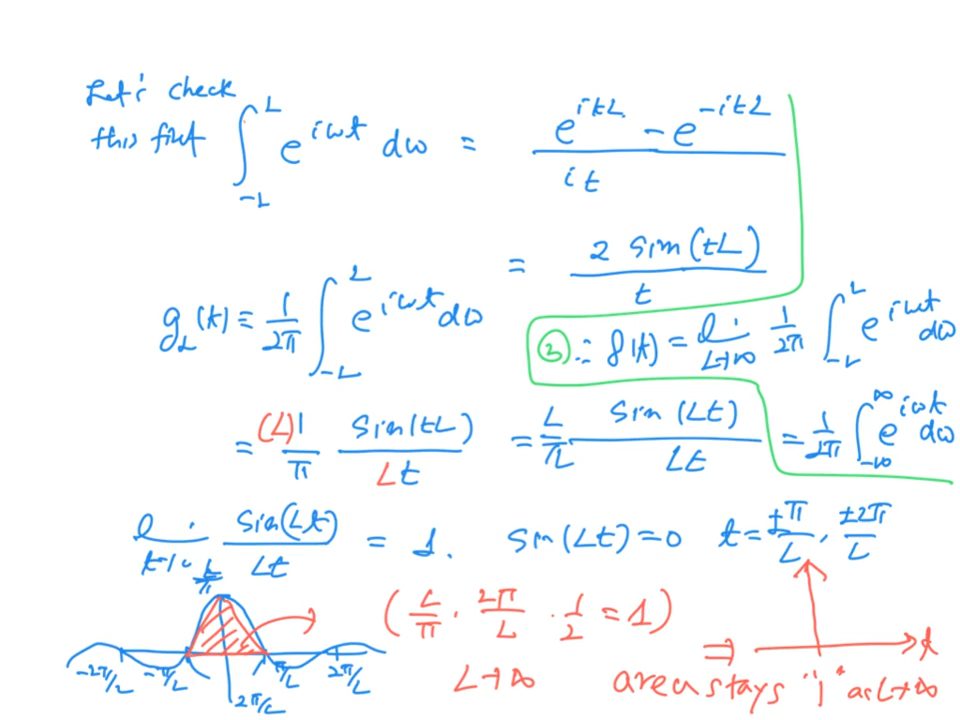 Let's check
this first ∫_{-L}^{L} e^{iωt} dω = (e^{itL} - e^{-itL}) / (it)
= 2 sin(tL) / t
g_L(t) ≡ 1/2π ∫_{-L}^{L} e^{iωt} dω
③ ∴ δ(t) = lim_{L→∞} 1/2π ∫_{-L}^{L} e^{iωt} dω
= (L)1/π sin(tL)/Lt = L/π sin(Lt)/Lt
= 1/2π ∫_{-∞}^{∞} e^{iωt} dω
lim_{t→0} sin(Lt)/Lt = 1. sin(Lt)=0 t = ±π/L, ±2π/L
L/π
(L/π · 2π/L · 1/2 = 1)
-2π/L -π/L π/L 2π/L
2π/L
L→∞ ⇒ t
area stays "1" as L→∞